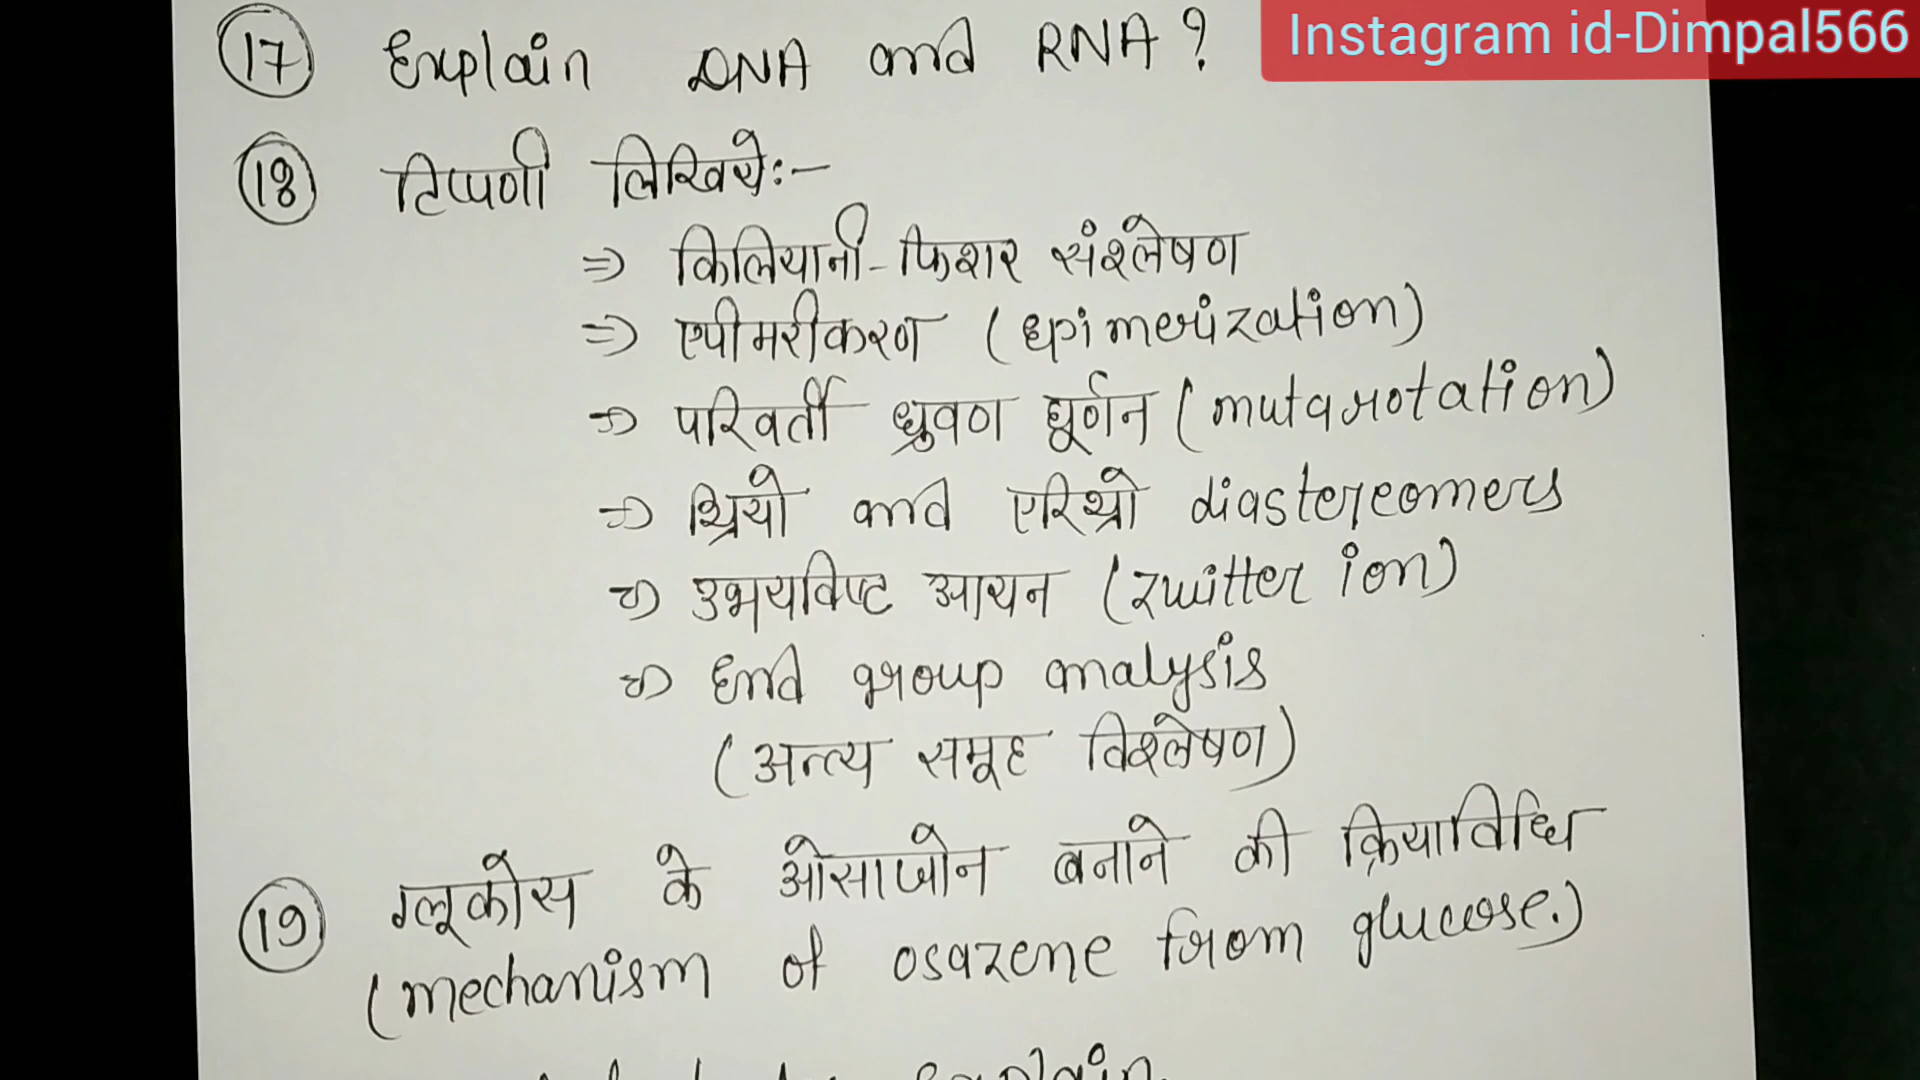 Instagram id-Dimpal566
17 Explain DNA and RNA?
18 टिप्पणी लिखिये:-
⇒ किलियानी-फिशर संश्लेषण
⇒ एपीमरीकरण (Epimerization)
⇒ परिवर्ती ध्रुवण घूर्णन (mutarotation)
⇒ थ्रियो and एरिथ्रो diastereomers
⇒ उभयविष्ट आयन (Zwitter ion)
⇒ End group analysis
(अन्त्य समूह विश्लेषण)
19 ग्लूकोस के ओसाजोन बनाने की क्रियाविधि
(mechanism of osazene from glucose.)
Explain